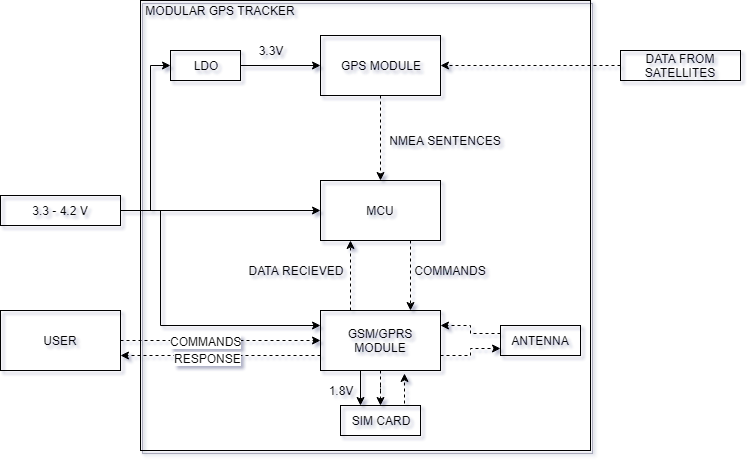 MODULAR GPS TRACKER
3.3V
LDO
GPS MODULE
DATA FROM
SATELLITES
NMEA SENTENCES
3.3 - 4.2 V
MCU
DATA RECIEVED
COMMANDS
USER
COMMANDS
RESPONSE
GSM/GPRS
MODULE
ANTENNA
1.8V
SIM CARD